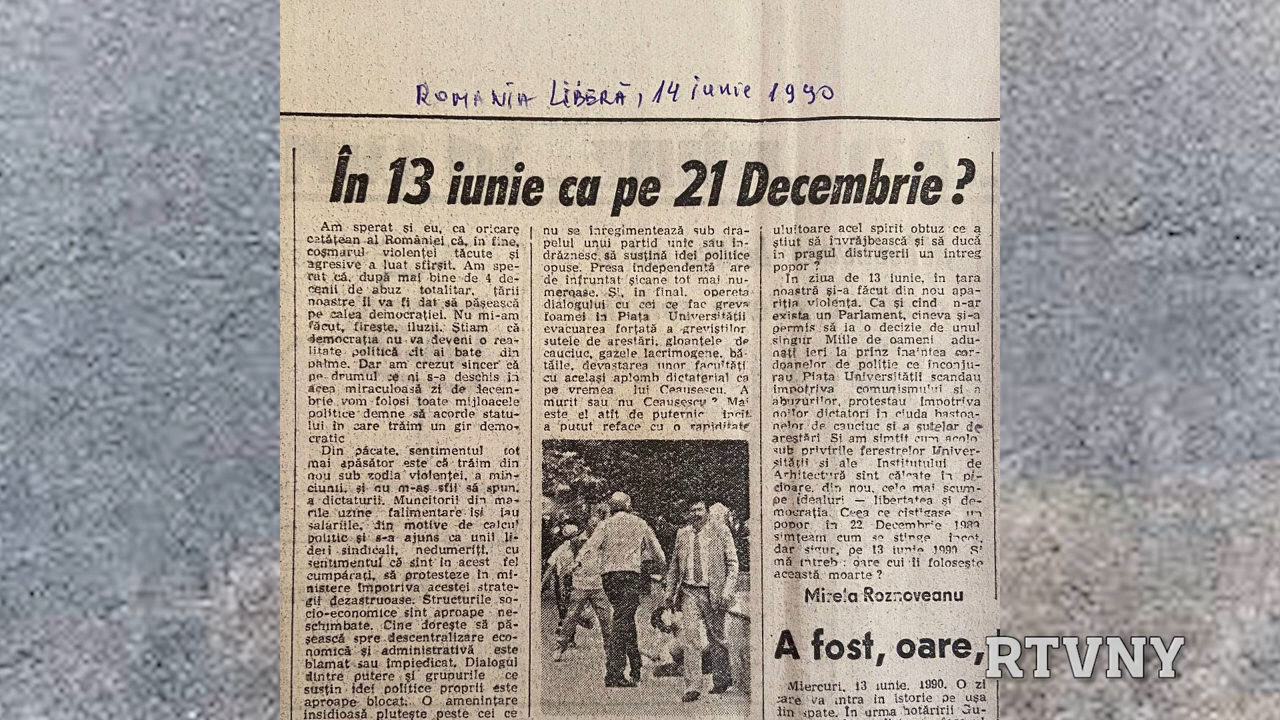 ROMANIA LIBERĂ, 14 iunie 1990
În 13 iunie ca pe 21 Decembrie?
Am sperat și eu, ca oricare
cetățean al României că, în fine,
coșmarul violenței tăcute și
agresive a luat sfîrșit. Am spe-
rat că, după mai bine de 4 de-
cenii de abuz totalitar, țării
noastre îi va fi dat să pășească
pe calea democrației. Nu mi-am
făcut, firește, iluzii. Știam că
democrația nu va deveni o rea-
litate politică cît ai bate din
palme. Dar am crezut sincer că
pe drumul ce ni s-a deschis în
acea miraculoasă zi de decem-
brie vom folosi toate mijloacele
politice demne să acorde statu-
lui în care trăim un gir demo-
cratic
Din păcate, sentimentul tot
mai apăsător este că trăim din
nou sub zodia violenței, a min-
ciunii, și nu m-aș sfii să spun,
a dictaturii. Muncitorii din ma-
rile uzine falimentare își iau
salariile, din motive de calcul
politic și s-a ajuns ca unii li-
deri sindicali, nedumeriți, cu
sentimentul că sînt în acest fel
cumpărați, să protesteze în mi-
nistere împotriva acestei strate-
gii dezastruoase. Structurile so-
cio-economice sînt aproape ne-
schimbate. Cine dorește să pă-
șească spre descentralizare eco-
nomică și administrativă este
blamat sau împiedicat. Dialogul
dintre putere și grupurile ce
susțin idei politice proprii este
aproape blocat. O amenințare
insidioasă plutește peste cei ce
nu se înregimentează sub dra-
pelul unui partid unic sau în-
drăznesc să susțină idei politice
opuse. Presa independentă are
de înfruntat șicane tot mai nu-
meroase. Și, în final, opereta
dialogului cu cei ce fac greva
foamei în Piața Universității
evacuarea forțată a greviștilor
sutele de arestări, gloanțele de
cauciuc, gazele lacrimogene, bă-
tăile, devastarea unor facultăți
cu același aplomb dictatorial ca
pe vremea lui Ceaușescu. A
murit sau nu Ceaușescu? Mai
este el atît de puternic încît
a putut reface cu o rapiditate
uluitoare acel spirit obtuz ce a
știut să învrăjbească și să ducă
în pragul distrugerii un întreg
popor?
În ziua de 13 iunie, în țara
noastră și-a făcut din nou apa-
riția violența. Ca și cînd n-ar
exista un Parlament, cineva și-a
permis să ia o decizie de unul
singur Miile de oameni adu-
nați ieri la prînz înaintea cor-
doanelor de poliție ce înconju-
rau Piața Universității scandau
împotriva comunismului și a
abuzurilor, protestau împotriva
noilor dictatori în ciuda bastoa-
nelor de cauciuc și a sutelor de
arestări. Și am simțit cum acolo,
sub privirile ferestrelor Univer-
sității și ale Institutului de
Arhitectură sînt călcate în pi-
cioare, din nou, cele mai scum-
pe idealuri — libertatea și de-
mocrația. Ceea ce cîștigase un
popor în 22 Decembrie 1989
simțeam cum se stinge încet,
dar sigur, pe 13 iunie 1990. Și
mă întreb: oare cui îi folosește
această moarte?
Mirela Roznoveanu
A fost, oare,
Miercuri, 13 iunie, 1990. O zi
care va intra în istorie pe ușa
din spate. În urma hotărîrii Gu-
RTVNY